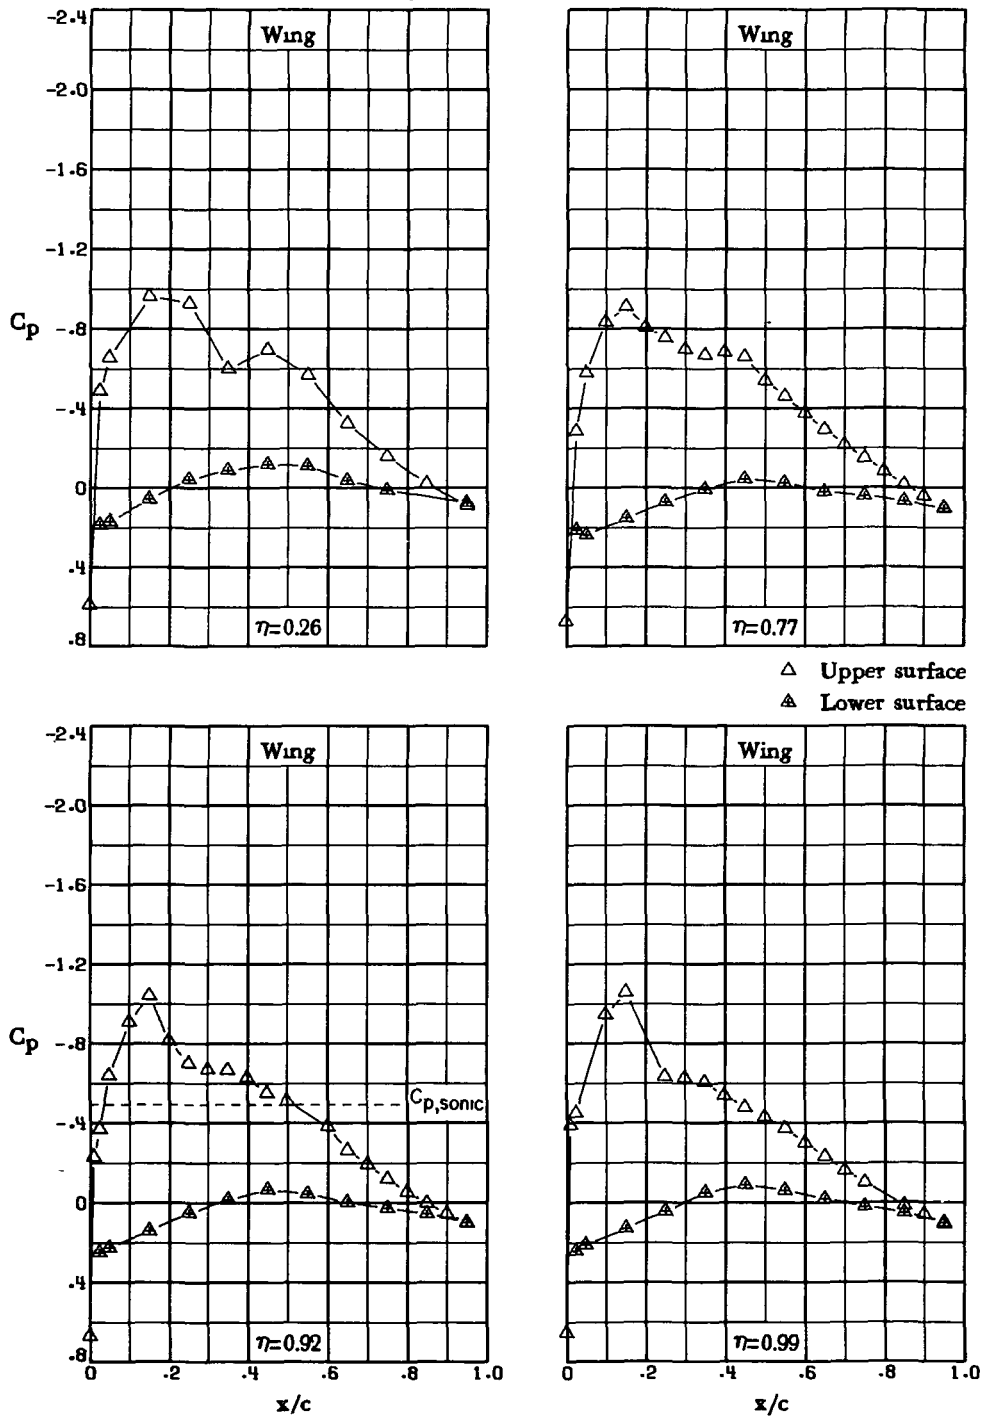 Wing
Wing
-2.4
-2.0
-1.6
-1.2
Cp
-.8
-.4
0
.4
.8
η=0.26
η=0.77
Upper surface
Lower surface
Wing
Wing
-2.4
-2.0
-1.6
-1.2
Cp
-.8
Cp,sonic
-.4
0
.4
.8
η=0.92
η=0.99
0 .2 .4 .6 .8 1.0
0 .2 .4 .6 .8 1.0
x/c
x/c